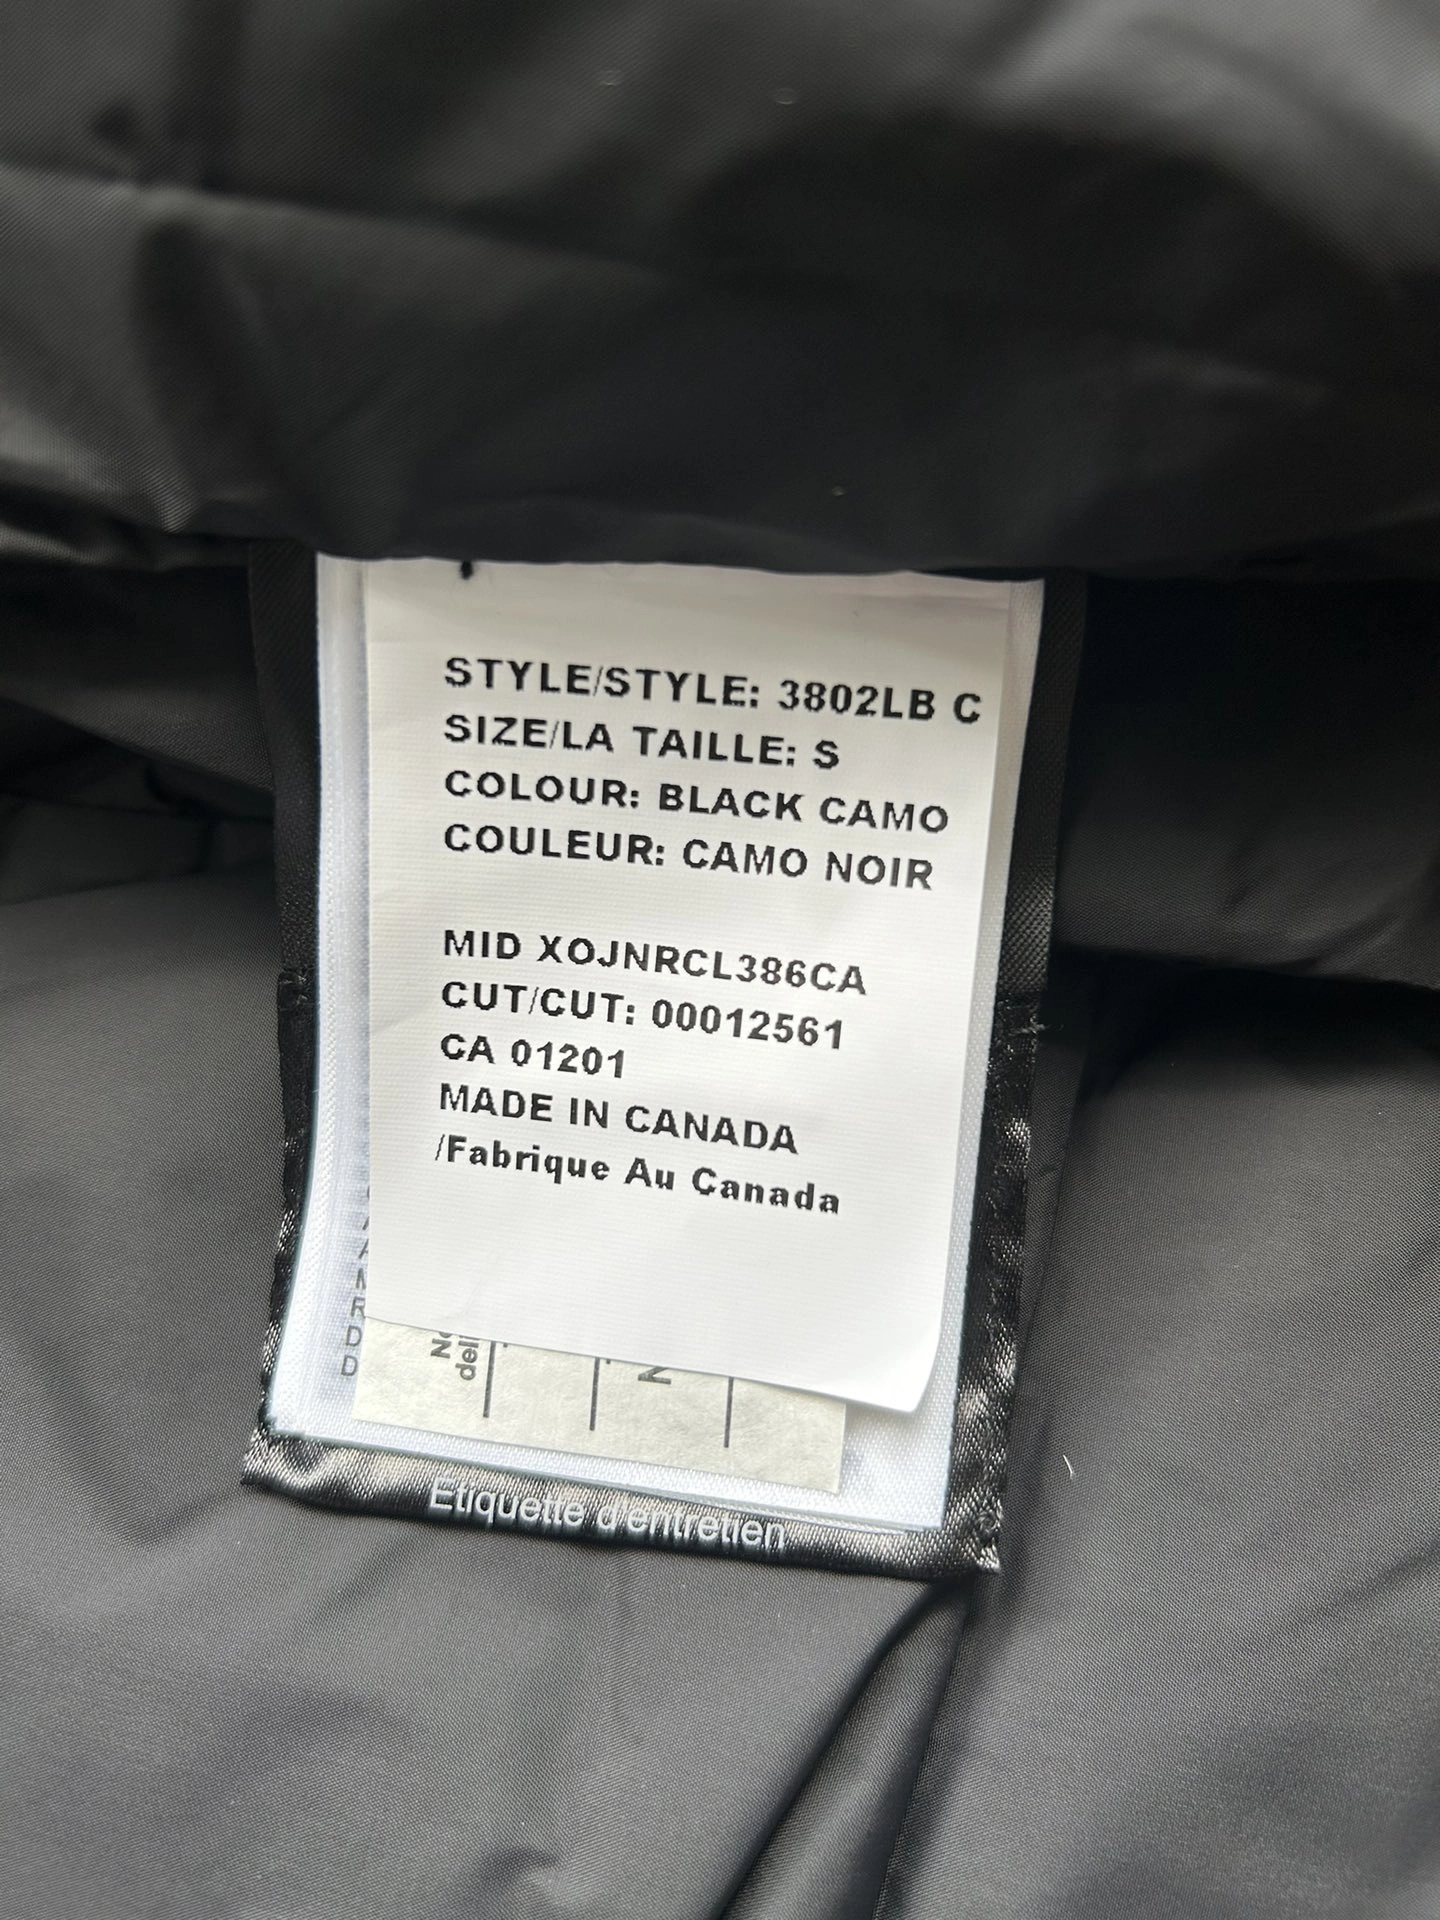 STYLE/STYLE: 3802LB C
SIZE/LA TAILLE: S
COLOUR: BLACK CAMO
COULEUR: CAMO NOIR
MID XOJNRCL386CA
CUT/CUT: 00012561
CA 01201
MADE IN CANADA
/Fabrique Au Canada
Etiquette d'entretien